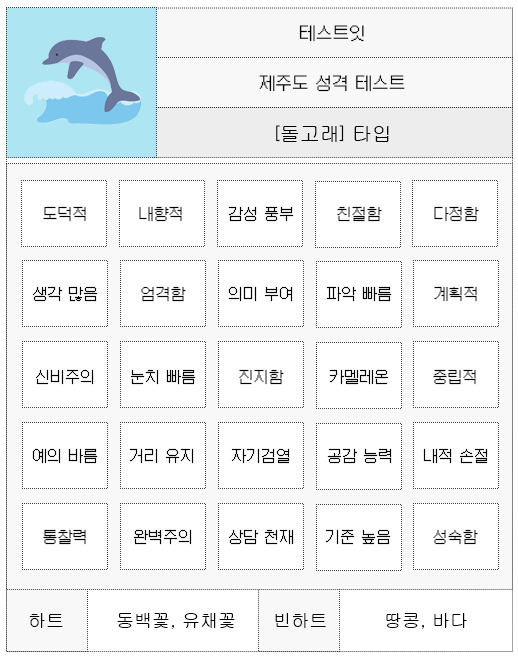 테스트잇
제주도 성격 테스트
[돌고래] 타입
도덕적 내향적 감성 풍부 친절함 다정함
생각 많음 엄격함 의미 부여 파악 빠름 계획적
신비주의 눈치 빠름 진지함 카멜레온 중립적
예의 바름 거리 유지 자기검열 공감 능력 내적 손절
통찰력 완벽주의 상담 천재 기준 높음 성숙함
하트 동백꽃, 유채꽃 빈하트 땅콩, 바다